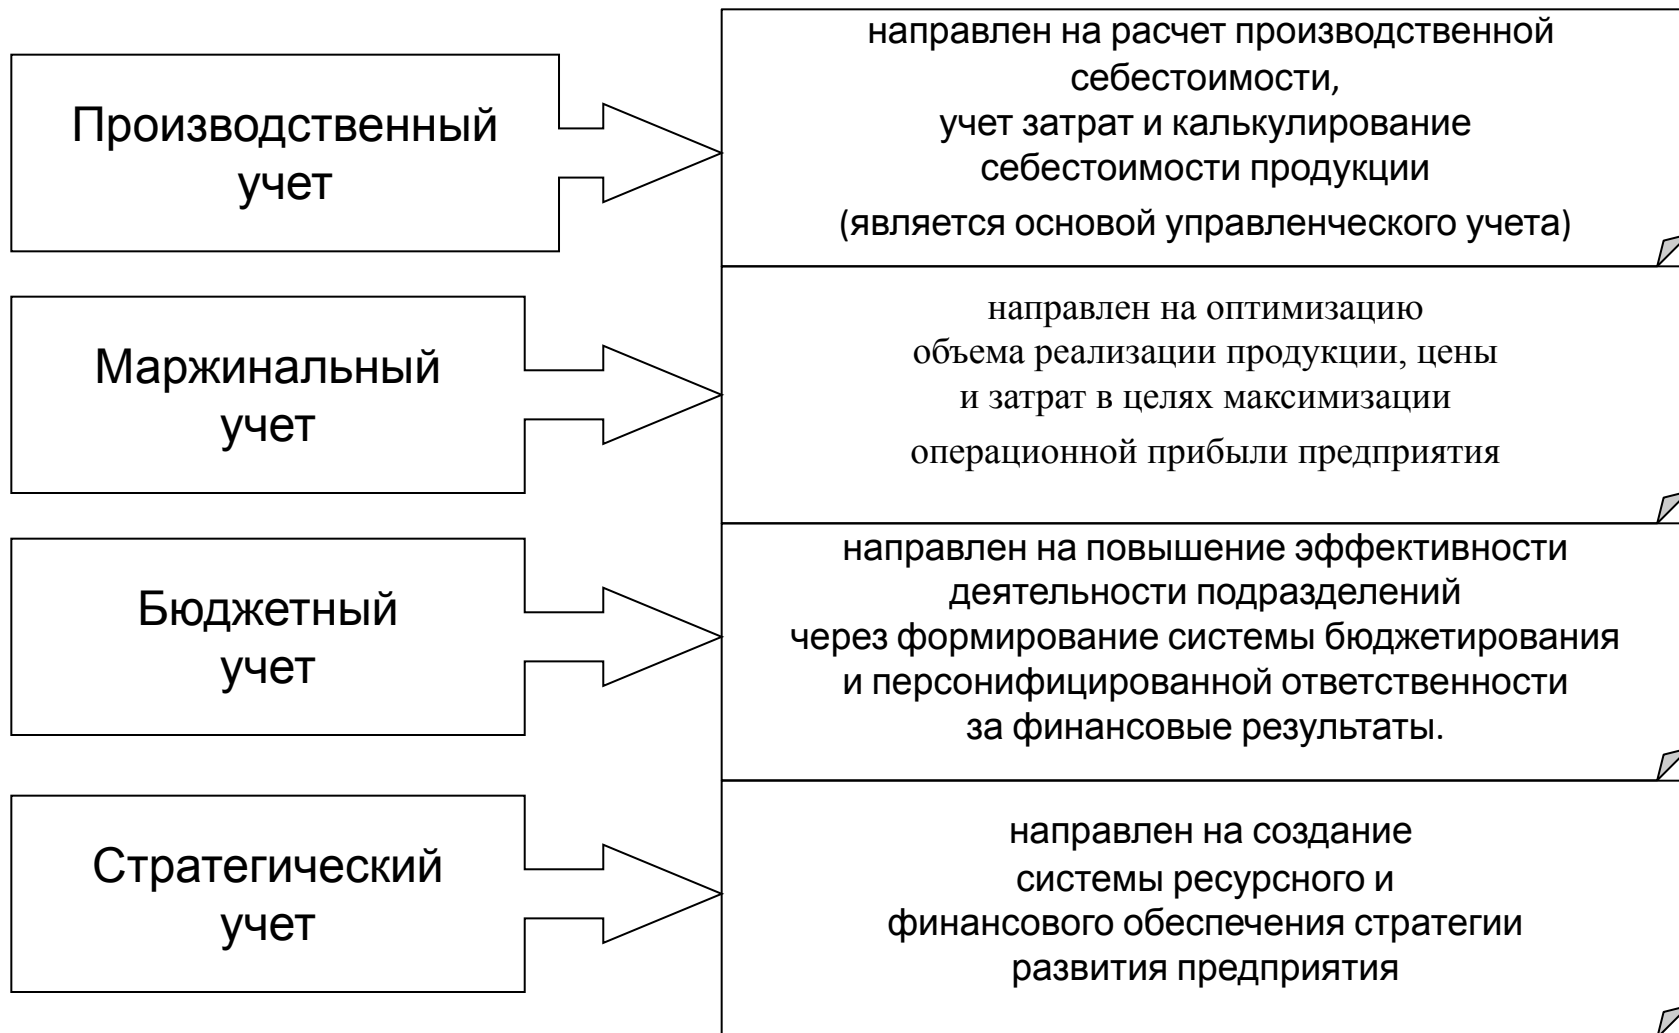 Производственный
учет
направлен на расчет производственной
себестоимости,
учет затрат и калькулирование
себестоимости продукции
(является основой управленческого учета)
Маржинальный
учет
направлен на оптимизацию
объема реализации продукции, цены
и затрат в целях максимизации
операционной прибыли предприятия
Бюджетный
учет
направлен на повышение эффективности
деятельности подразделений
через формирование системы бюджетирования
и персонифицированной ответственности
за финансовые результаты.
Стратегический
учет
направлен на создание
системы ресурсного и
финансового обеспечения стратегии
развития предприятия